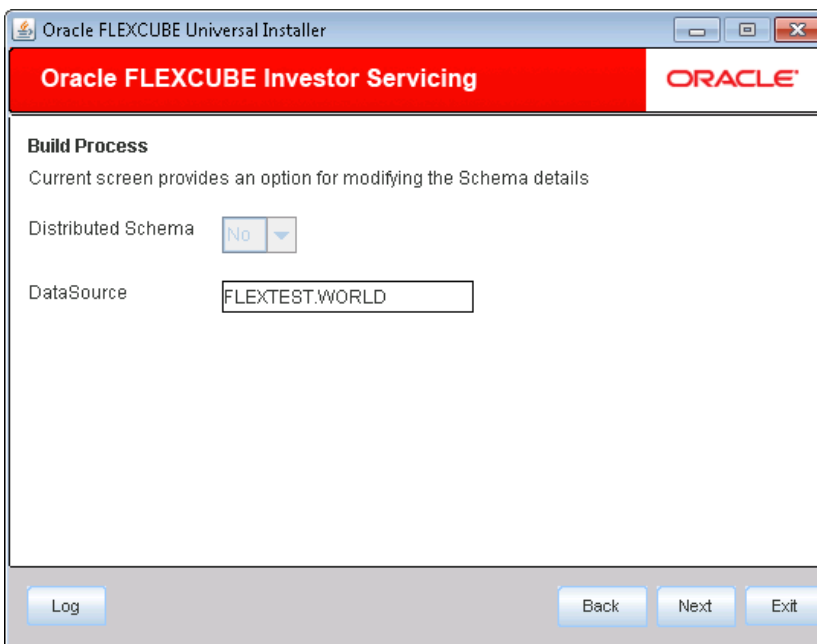 Oracle FLEXCUBE Universal Installer
Oracle FLEXCUBE Investor Servicing
ORACLE®
Build Process
Current screen provides an option for modifying the Schema details
Distributed Schema No
DataSource FLEXTEST.WORLD
Log Back Next Exit